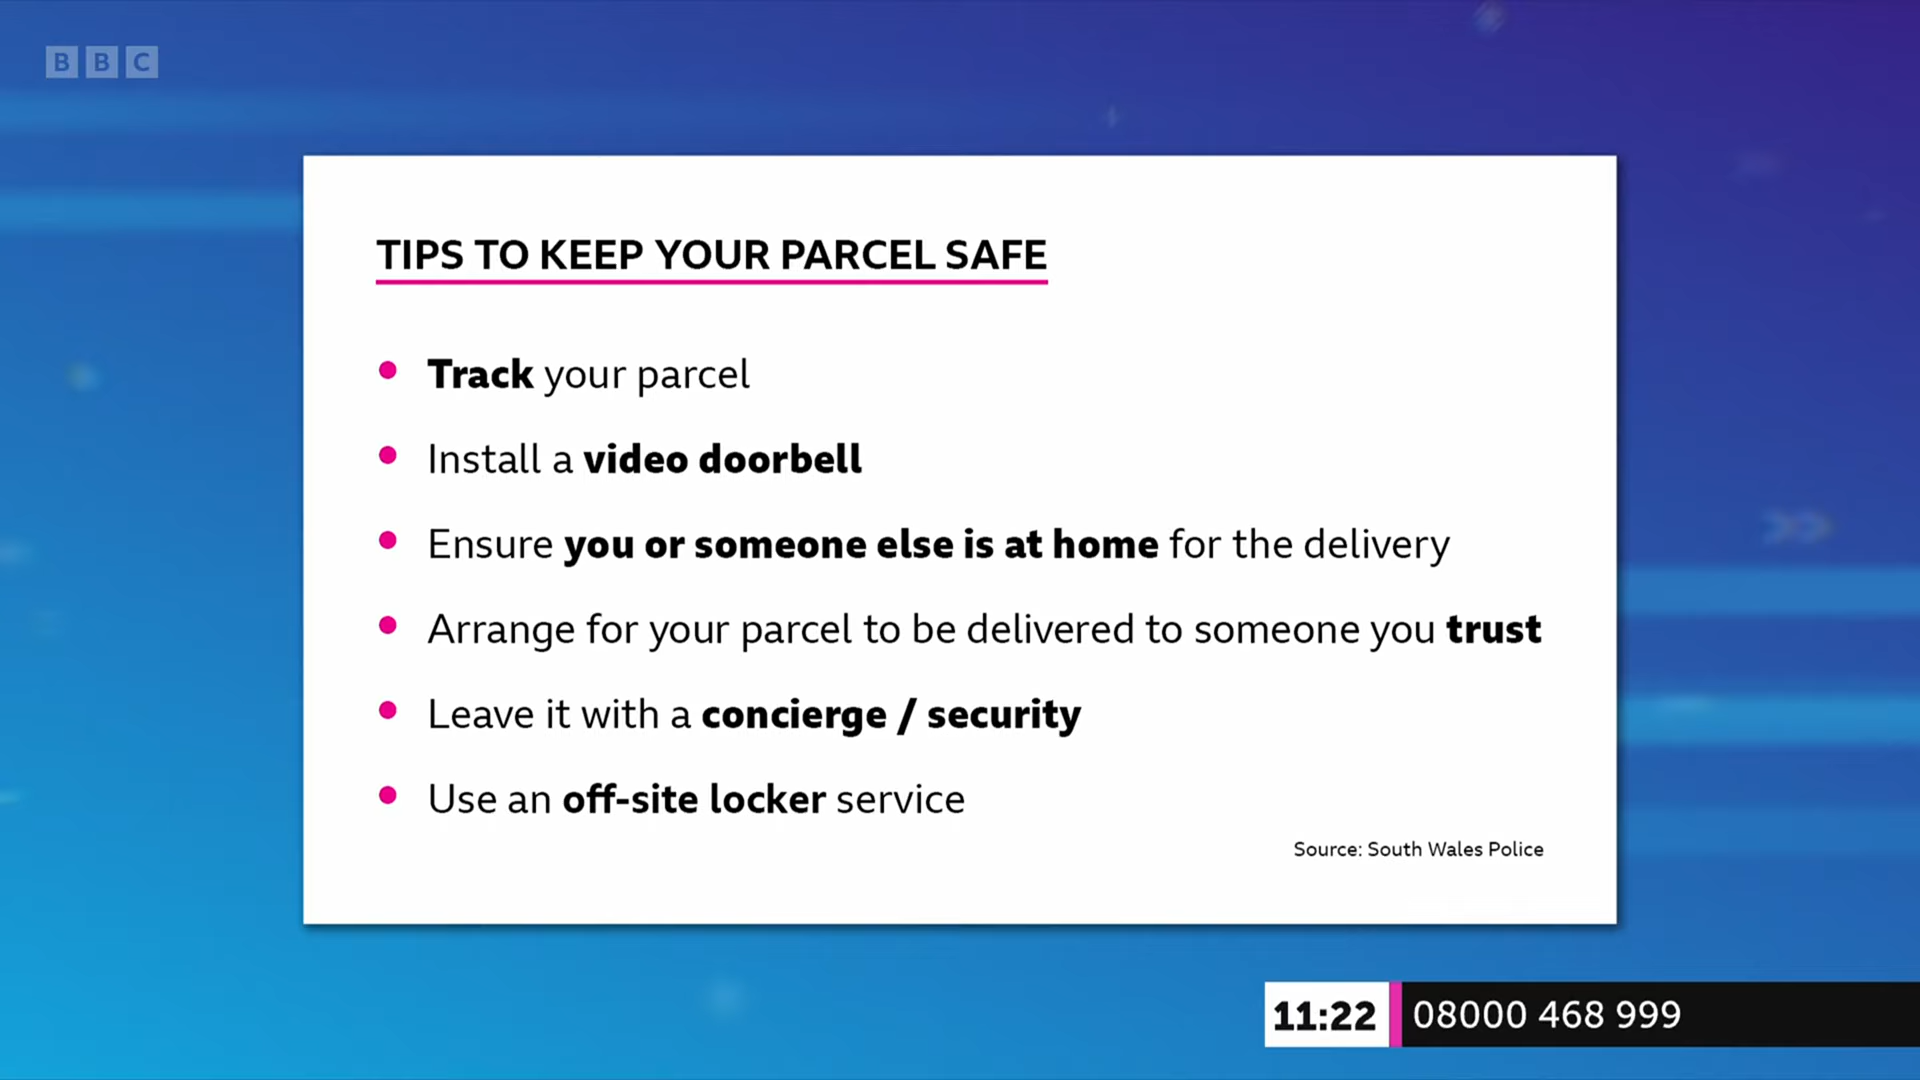 BBC
TIPS TO KEEP YOUR PARCEL SAFE
Track your parcel
Install a video doorbell
Ensure you or someone else is at home for the delivery
Arrange for your parcel to be delivered to someone you trust
Leave it with a concierge / security
Use an off-site locker service
Source: South Wales Police
11:22 08000 468 999